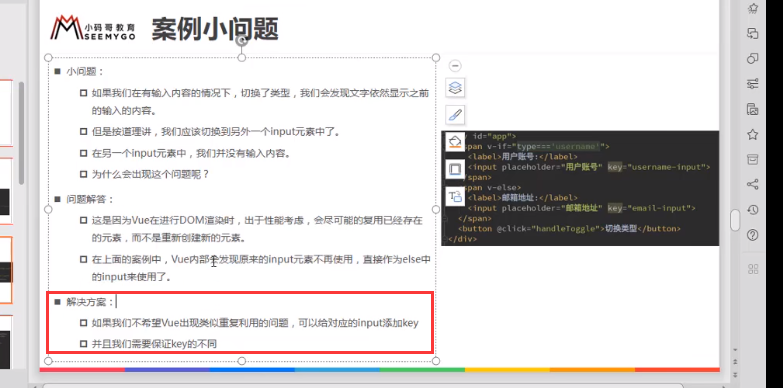 小码哥教育
SEEMYGO
案例小问题
小问题：
如果我们在有输入内容的情况下，切换了类型，我们会发现文字依然显示之前
的输入的内容。
但是按道理讲，我们应该切换到另外一个input元素中了。
在另一个input元素中，我们并没有输入内容。
为什么会出现这个问题呢？
问题解答：
这是因为Vue在进行DOM渲染时，出于性能考虑，会尽可能的复用已经存在
的元素，而不是重新创建新的元素。
在上面的案例中，Vue内部会发现原来的input元素不再使用，直接作为else中
的input来使用了。
解决方案：
如果我们不希望Vue出现类似重复利用的问题，可以给对应的input添加key
并且我们需要保证key的不同
id="app">
span v-if="type==='username'">
<label>用户账号:</label>
<input placeholder="用户账号" key="username-input">
span>
span v-else>
<label>邮箱地址:</label>
<input placeholder="邮箱地址" key="email-input">
</span>
<button @click="handleToggle">切换类型</button>
</div>